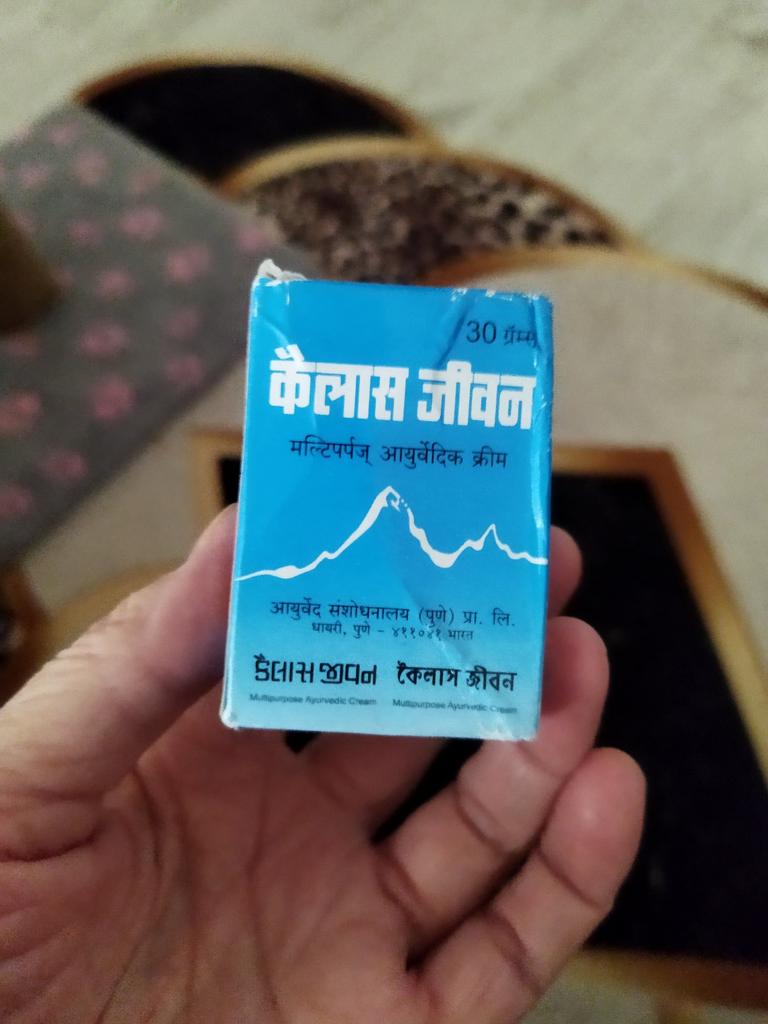 30 ग्रॅम्स
कैलास जीवन
मल्टिपर्पज् आयुर्वेदिक क्रीम
आयुर्वेद संशोधनालय (पुणे) प्रा. लि.
धायरी, पुणे - ४११०४१ भारत
કૈલાસ જીવન কৈলাস জীবন
Multipurpose Ayurvedic Cream Multipurpose Ayurvedic Cream